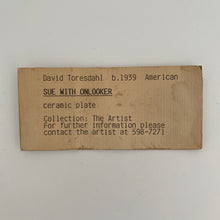 David Toresdahl b.1939 American
SUE WITH ONLOOKER
ceramic plate
Collection: The Artist
For further information please
contact the artist at 598-7271